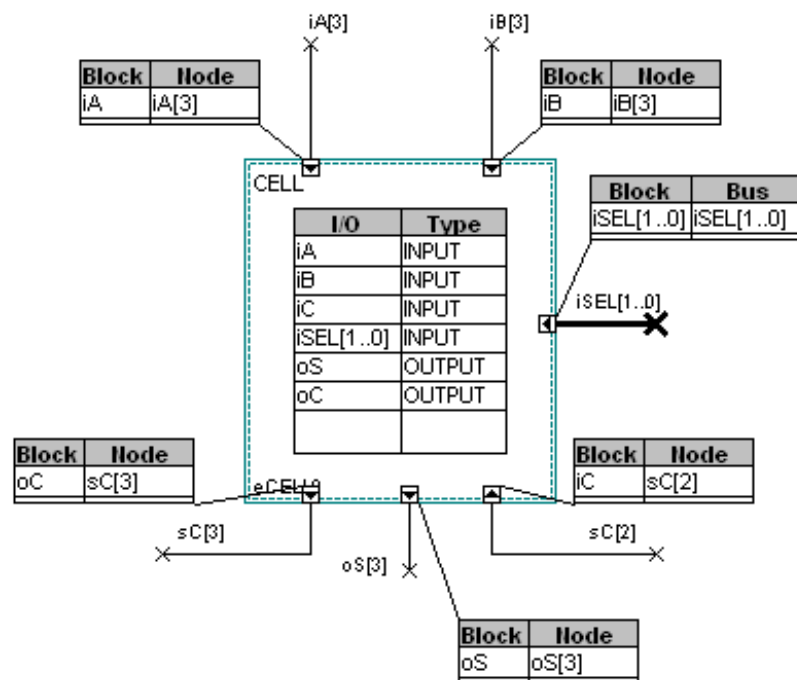 iA[3]
iB[3]
Block Node
iA iA[3]
Block Node
iB iB[3]
CELL
Block Bus
iSEL[1..0] iSEL[1..0]
I/O Type
iA INPUT
iB INPUT
iC INPUT
iSEL[1..0] INPUT
oS OUTPUT
oC OUTPUT
iSEL[1..0]
Block Node
oC sC[3]
Block Node
iC sC[2]
sC[3]
oS[3]
sC[2]
Block Node
oS oS[3]